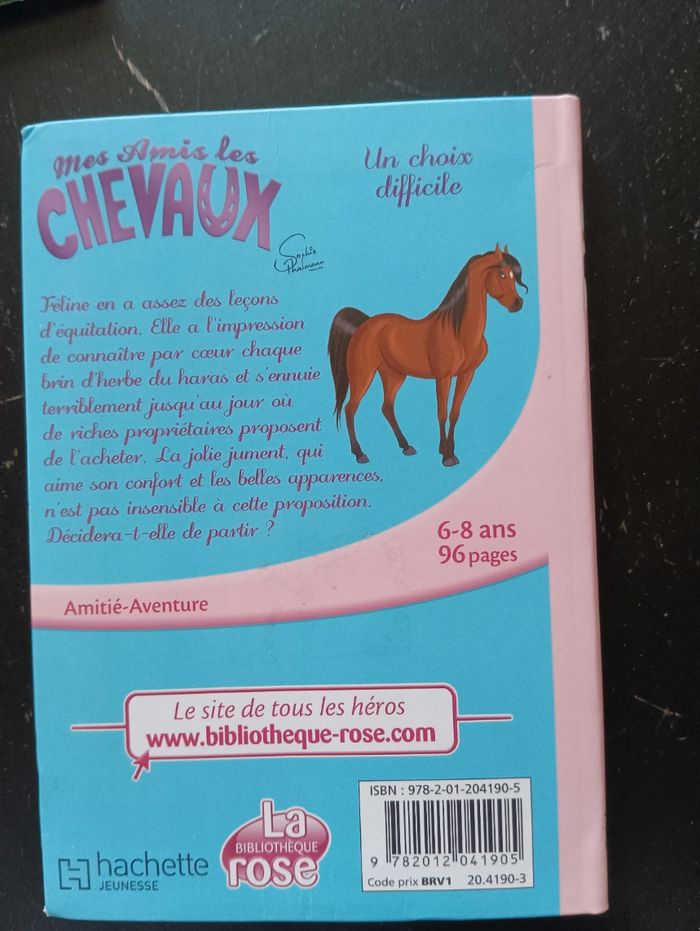 Mes Amis les
CHEVAUX
Un choix
difficile
Sophie
Thalmann
Féline en a assez des leçons
d'équitation. Elle a l'impression
de connaître par cœur chaque
brin d'herbe du haras et s'ennuie
terriblement jusqu'au jour où
de riches propriétaires proposent
de l'acheter. La jolie jument, qui
aime son confort et les belles apparences,
n'est pas insensible à cette proposition.
Décidera-t-elle de partir ?
6-8 ans
96 pages
Amitié-Aventure
Le site de tous les héros
www.bibliotheque-rose.com
hachette
JEUNESSE
La
BIBLIOTHÈQUE
rose
ISBN : 978-2-01-204190-5
9 782012 041905
Code prix BRV1 20.4190-3